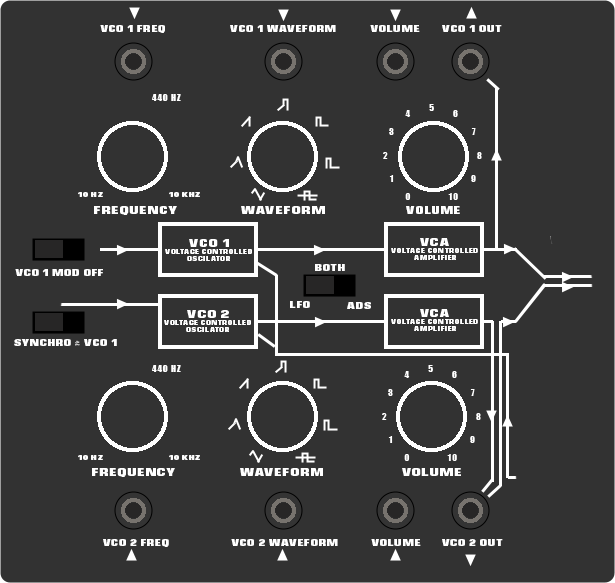 VCO 1 FREQ
VCO 1 WAVEFORM
VOLUME
VCO 1 OUT
440 HZ
10 HZ
10 KHZ
FREQUENCY
WAVEFORM
0
1
2
3
4
5
6
7
8
9
10
VOLUME
VCO 1 MOD OFF
VCO 1
VOLTAGE CONTROLLED
OSCILATOR
VCA
VOLTAGE CONTROLLED
AMPLIFIER
BOTH
LFO
ADS
SYNCHRO ± VCO 1
VCO 2
VOLTAGE CONTROLLED
OSCILATOR
VCA
VOLTAGE CONTROLLED
AMPLIFIER
440 HZ
10 HZ
10 KHZ
FREQUENCY
WAVEFORM
0
1
2
3
4
5
6
7
8
9
10
VOLUME
VCO 2 FREQ
VCO 2 WAVEFORM
VOLUME
VCO 2 OUT